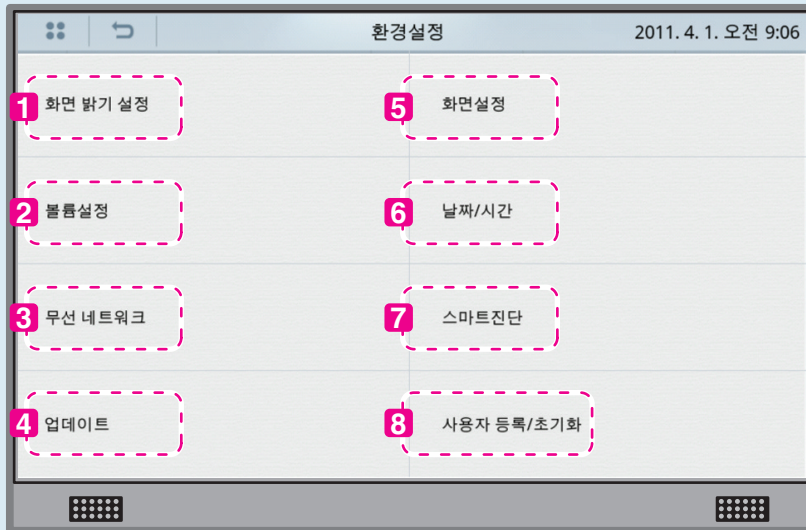 환경설정
2011. 4. 1. 오전 9:06
1 화면 밝기 설정
5 화면설정
2 볼륨설정
6 날짜/시간
3 무선 네트워크
7 스마트진단
4 업데이트
8 사용자 등록/초기화